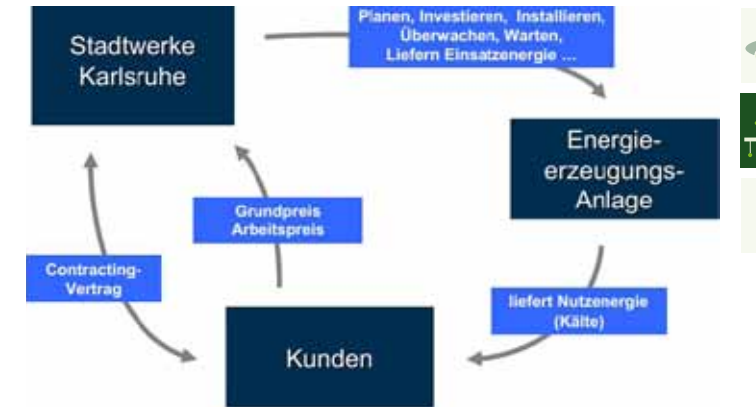 Stadtwerke
Karlsruhe
Planen, Investieren, Installieren,
Überwachen, Warten,
Liefern Einsatzenergie ...
Energie-
erzeugungs-
Anlage
Grundpreis
Arbeitspreis
Contracting-
Vertrag
liefert Nutzenergie
(Kälte)
Kunden